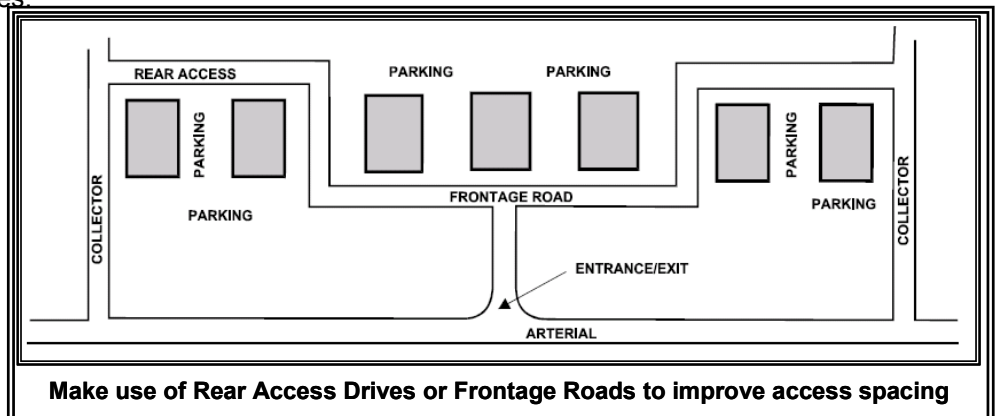 es.
REAR ACCESS
PARKING
PARKING
PARKING
PARKING
COLLECTOR
PARKING
FRONTAGE ROAD
PARKING
COLLECTOR
ENTRANCE/EXIT
ARTERIAL
Make use of Rear Access Drives or Frontage Roads to improve access spacing